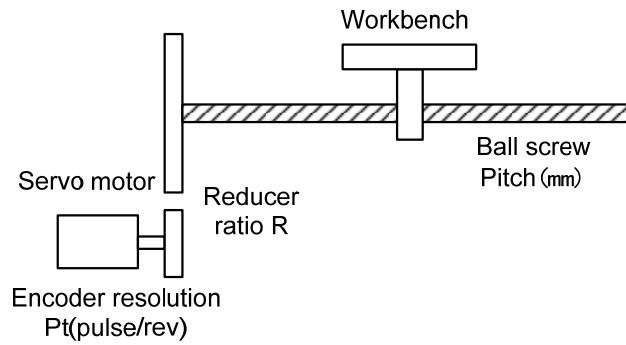 Workbench
Ball screw
Pitch(mm)
Servo motor
Reducer
ratio R
Encoder resolution
Pt(pulse/rev)